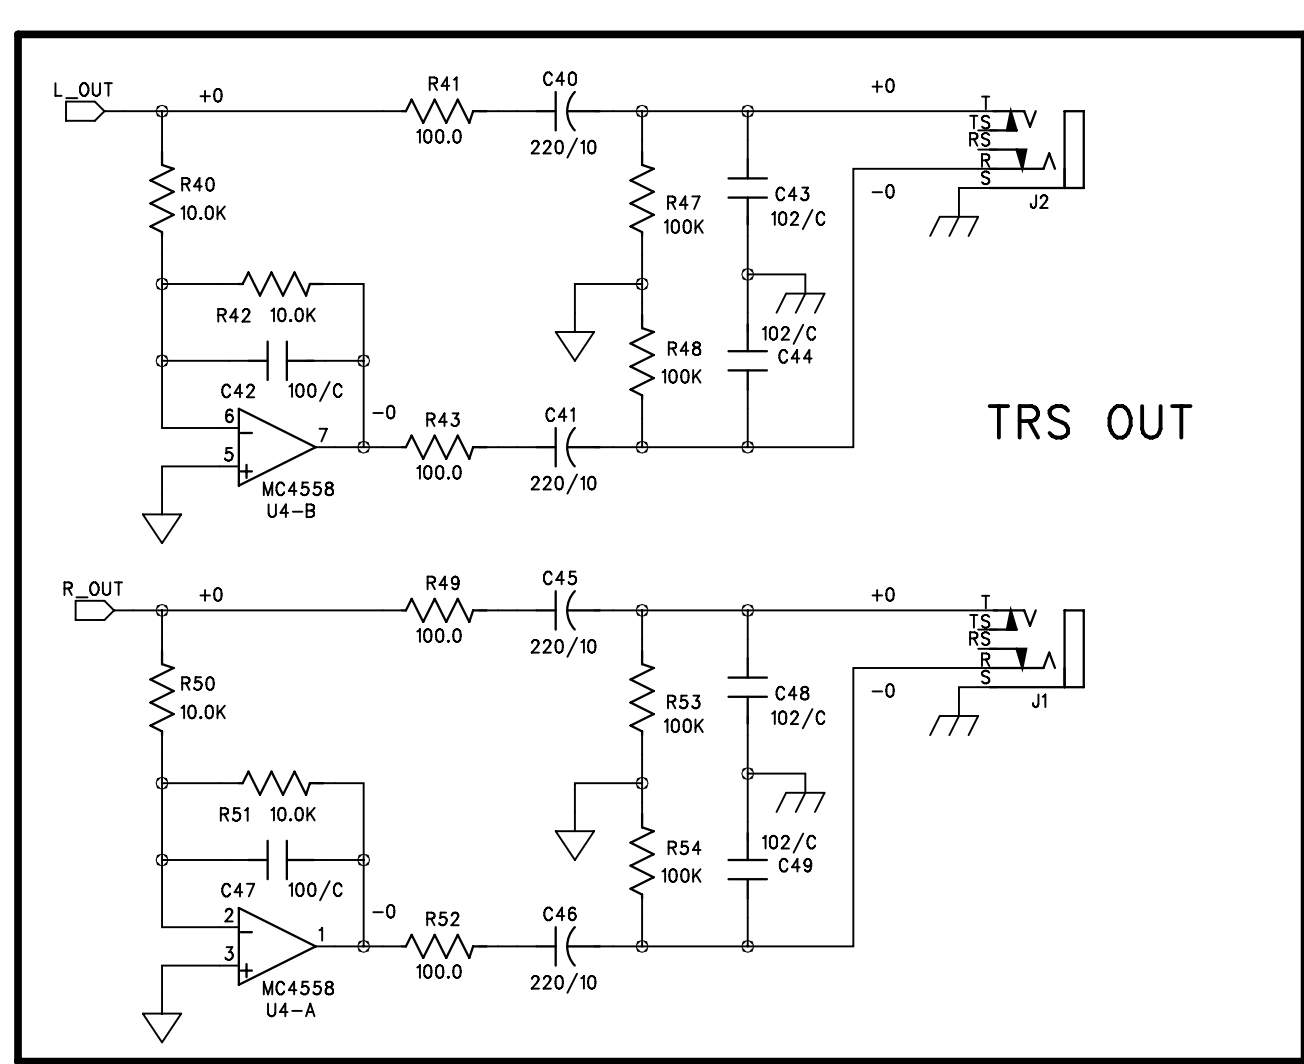 L_OUT
+0
R41
100.0
C40
220/10
+0
T
TS
RS
R
S
-0
J2
R40
10.0K
R47
100K
C43
102/C
R42 10.0K
102/C
C44
R48
100K
C42 100/C
6
5
7
-0
MC4558
U4-B
R43
100.0
C41
220/10
TRS OUT
R_OUT
+0
R49
100.0
C45
220/10
+0
T
TS
RS
R
S
-0
J1
R50
10.0K
R53
100K
C48
102/C
R51 10.0K
102/C
C49
R54
100K
C47 100/C
2
3
1
-0
MC4558
U4-A
R52
100.0
C46
220/10